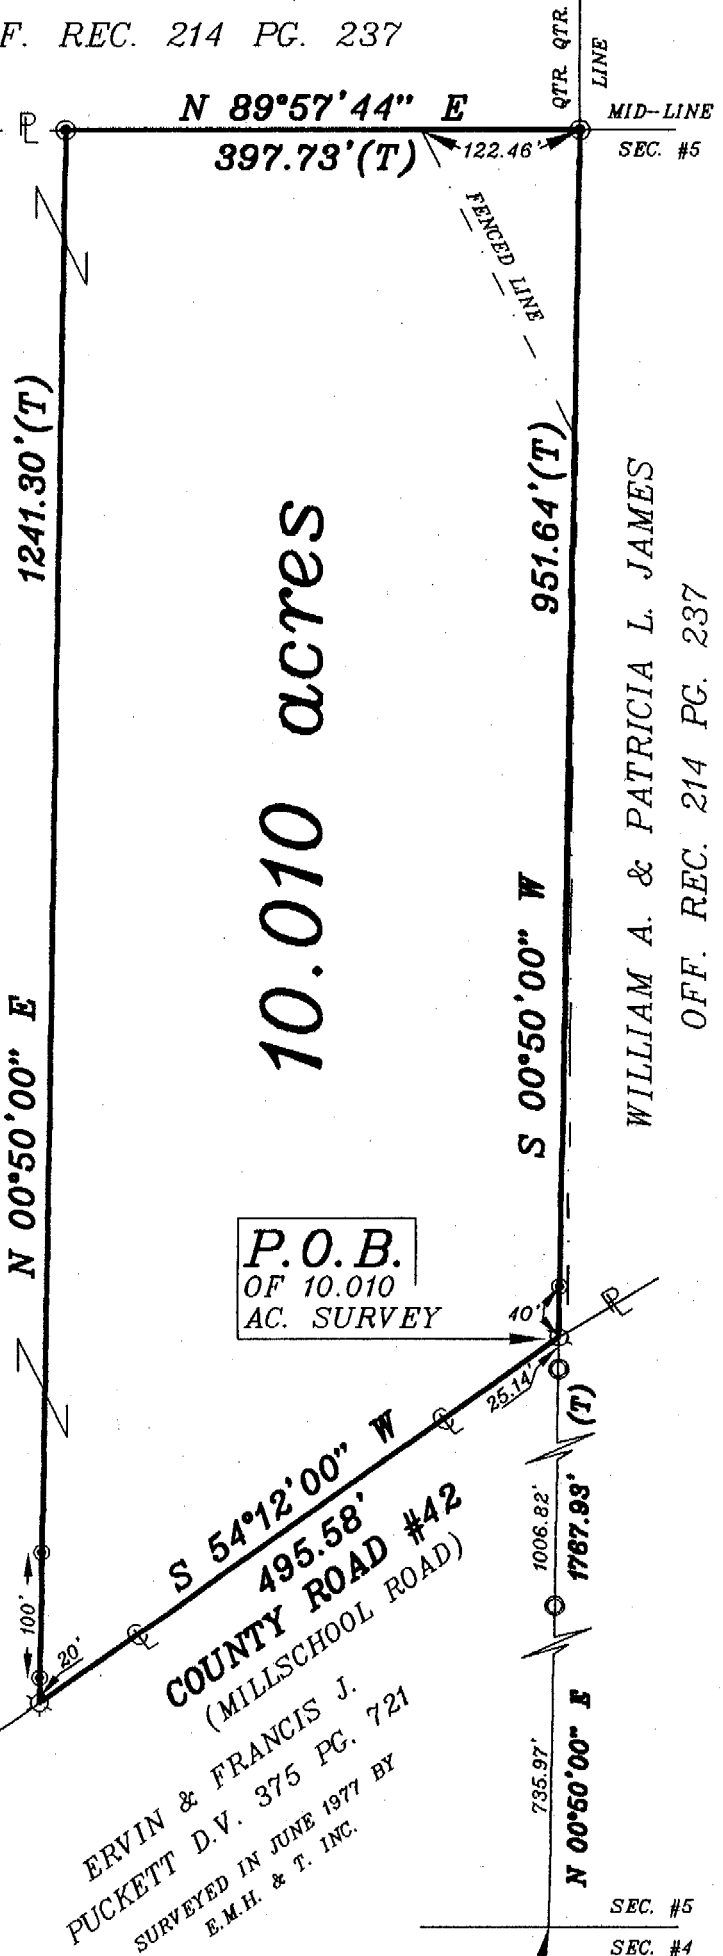 F. REC. 214 PG. 237
QTR QTR
LINE
N 89°57'44" E
MID-LINE
PL
397.73'(T)
122.46'
SEC. #5
FENCED LINE
1241.30'(T)
951.64'(T)
10.010 acres
WILLIAM A. & PATRICIA L. JAMES
OFF. REC. 214 PG. 237
N 00°50'00" E
S 00°50'00" W
P.O.B.
OF 10.010
AC. SURVEY
40'
PL
25.14'
(T)
CL
S 54°12'00" W
495.58'
COUNTY ROAD #42
(MILLSCHOOL ROAD)
1006.82'
1767.93'
100'
20'
CL
ERVIN & FRANCIS J.
PUCKETT D.V. 375 PG. 721
SURVEYED IN JUNE 1977 BY
E.M.H. & T. INC.
735.97'
N 00°50'00" E
SEC. #5
SEC. #4